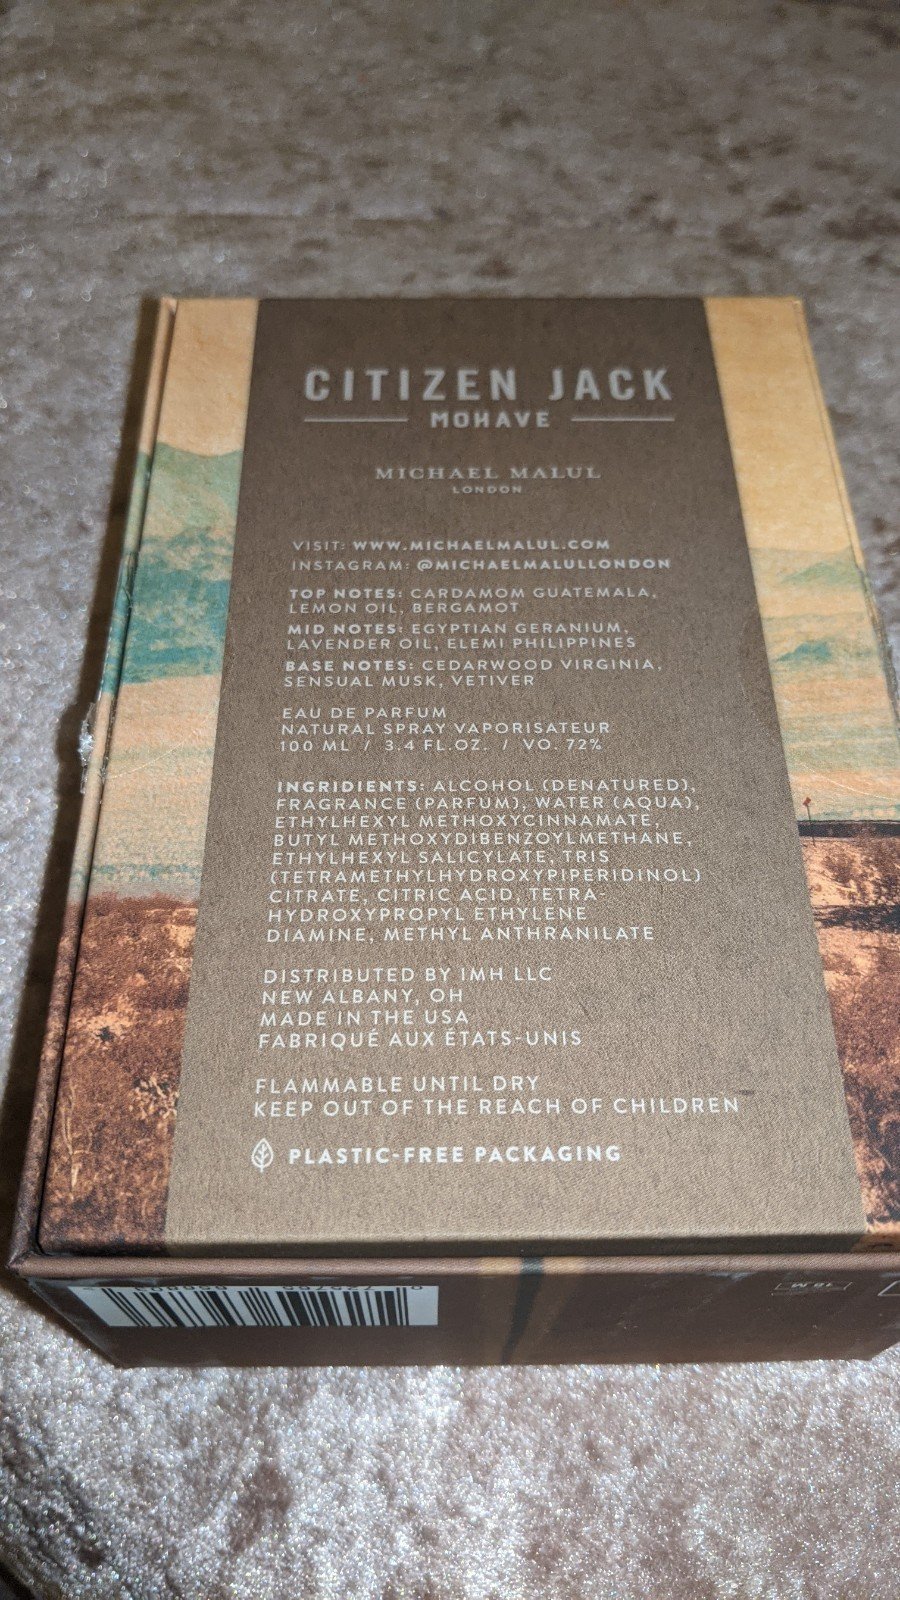 CITIZEN JACK
MOHAVE
MICHAEL MALUL
LONDON
VISIT: WWW.MICHAELMALUL.COM
INSTAGRAM: @MICHAELMALULLONDON
TOP NOTES: CARDAMOM GUATEMALA,
LEMON OIL, BERGAMOT
MID NOTES: EGYPTIAN GERANIUM,
LAVENDER OIL, ELEMI PHILIPPINES
BASE NOTES: CEDARWOOD VIRGINIA,
SENSUAL MUSK, VETIVER
EAU DE PARFUM
NATURAL SPRAY VAPORISATEUR
100 ML / 3.4 FL.OZ. / VO. 72%
INGRIDIENTS: ALCOHOL (DENATURED),
FRAGRANCE (PARFUM), WATER (AQUA),
ETHYLHEXYL METHOXYCINNAMATE,
BUTYL METHOXYDIBENZOYLMETHANE,
ETHYLHEXYL SALICYLATE, TRIS
(TETRAMETHYLHYDROXYPIPERIDINOL)
CITRATE, CITRIC ACID, TETRA-
HYDROXYPROPYL ETHYLENE
DIAMINE, METHYL ANTHRANILATE
DISTRIBUTED BY IMH LLC
NEW ALBANY, OH
MADE IN THE USA
FABRIQUÉ AUX ÉTATS-UNIS
FLAMMABLE UNTIL DRY
KEEP OUT OF THE REACH OF CHILDREN
PLASTIC-FREE PACKAGING